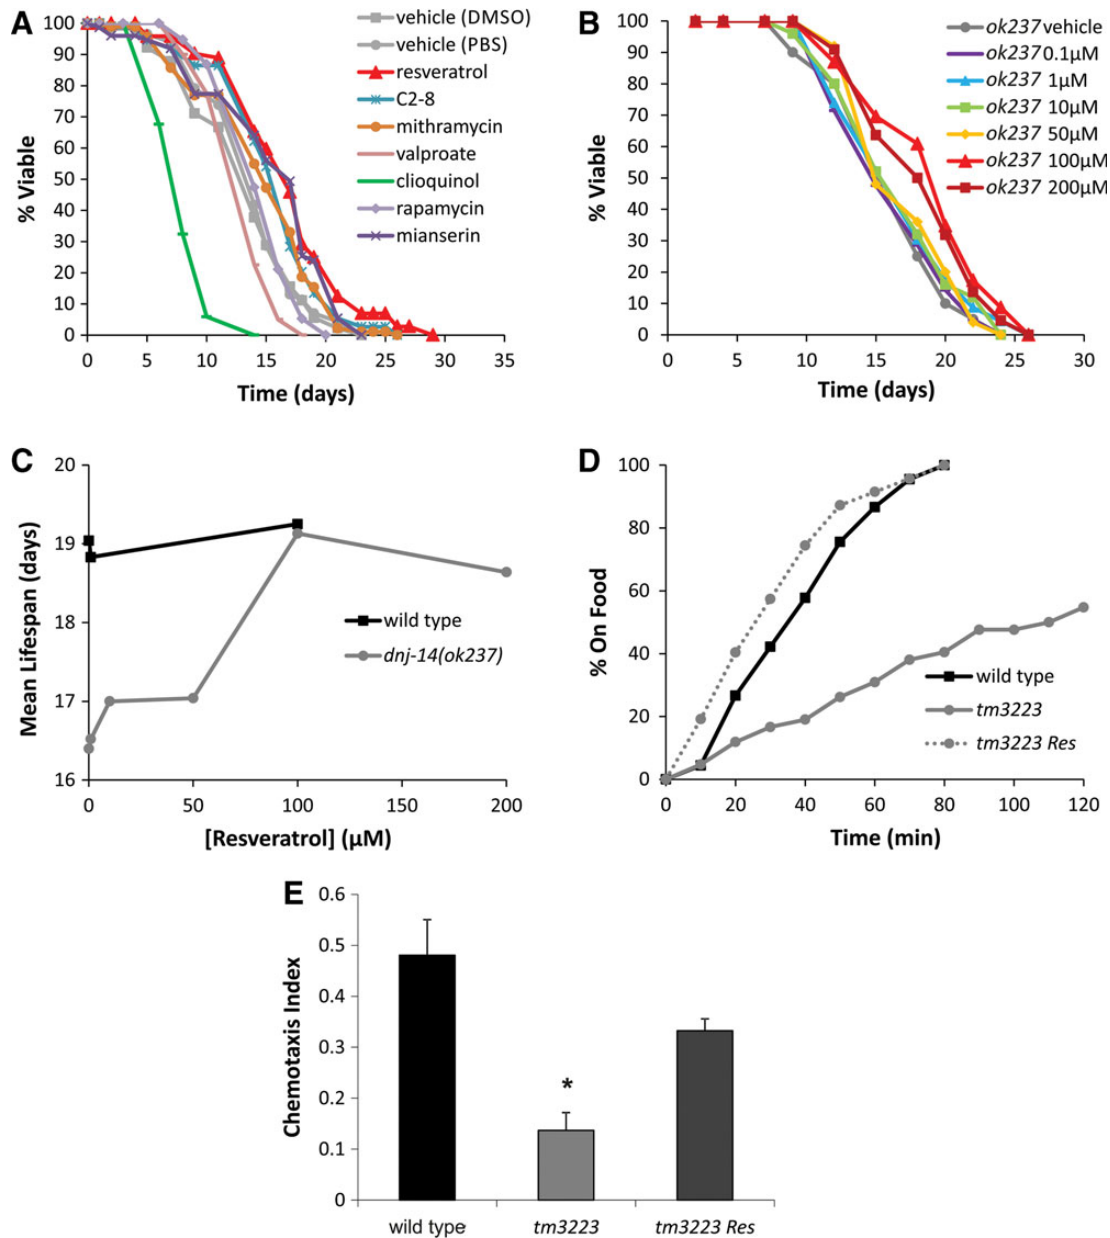 A
100
90
80
70
60
50
40
30
20
10
0
% Viable
0 5 10 15 20 25 30 35
Time (days)
vehicle (DMSO)
vehicle (PBS)
resveratrol
C2-8
mithramycin
valproate
clioquinol
rapamycin
mianserin
B
100
90
80
70
60
50
40
30
20
10
0
% Viable
0 5 10 15 20 25 30
Time (days)
ok237 vehicle
ok237 0.1µM
ok237 1µM
ok237 10µM
ok237 50µM
ok237 100µM
ok237 200µM
C
20
19
18
17
16
Mean Lifespan (days)
0 50 100 150 200
[Resveratrol] (µM)
wild type
dnj-14(ok237)
D
100
80
60
40
20
0
% On Food
0 20 40 60 80 100 120
Time (min)
wild type
tm3223
tm3223 Res
E
0.6
0.5
0.4
0.3
0.2
0.1
0
Chemotaxis Index
*
wild type tm3223 tm3223 Res